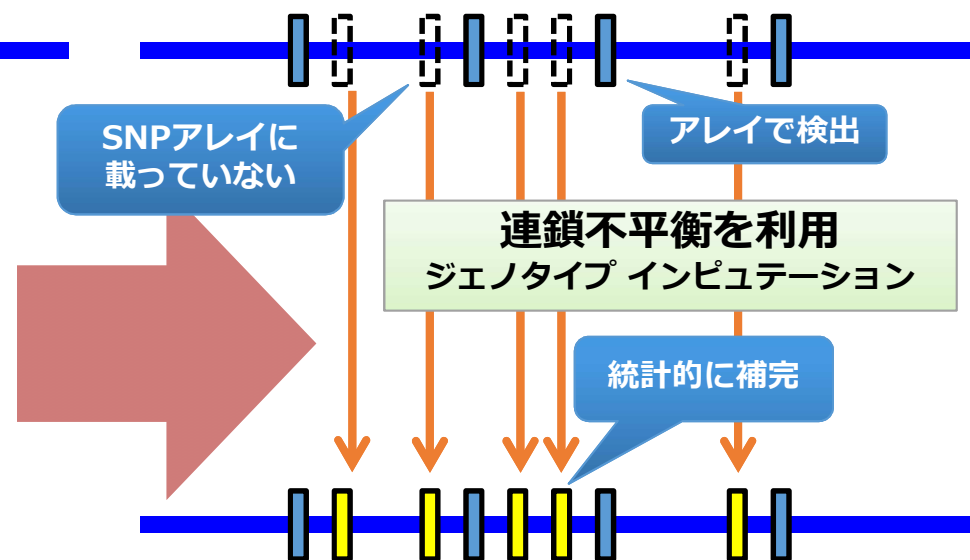 SNPアレイに
載っていない
アレイで検出
連鎖不平衡を利用
ジェノタイプ インピュテーション
統計的に補完